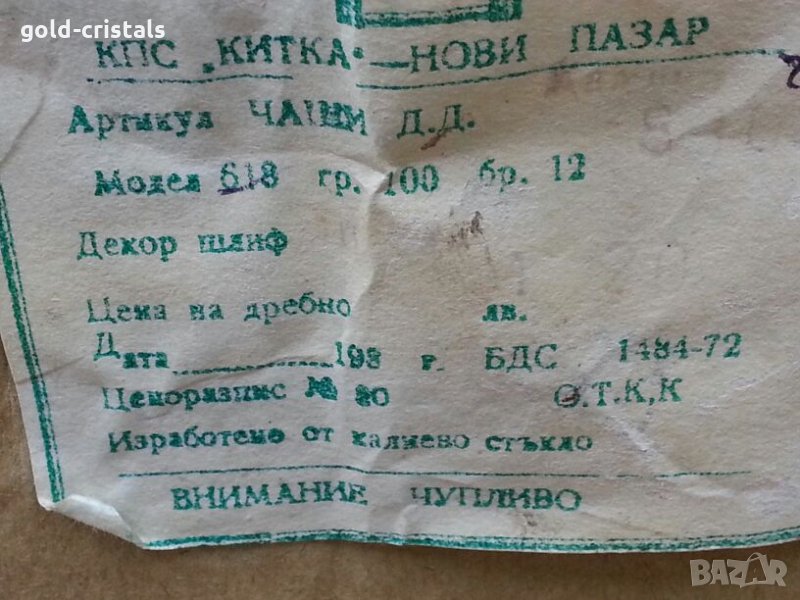 gold-cristals
КПС „КИТКА“ — НОВИ ПАЗАР
Артикул ЧАШИ Д.Д.
Модел 618 гр. 100 бр. 12
Декор шлиф
Цена на дребно лв.
Дата 198 г. БДС 1484-72
Ценоразпис № 80
О.Т.К,К
Изработено от калиево стъкло
ВНИМАНИЕ ЧУПЛИВО
BAZAR